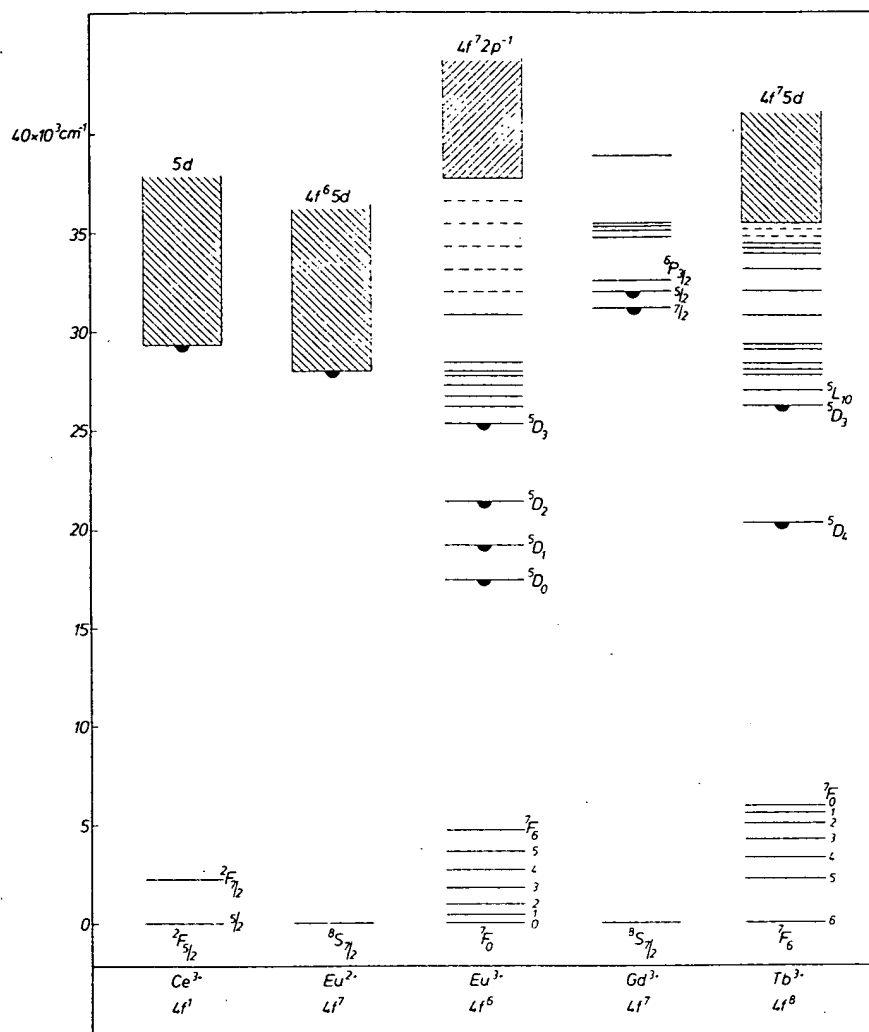 4f⁷2p⁻¹
4f⁷5d
40×10³cm⁻¹
5d
4f⁶5d
35
⁶P3/2
5/2
7/2
30
⁵L10
⁵D3
⁵D3
25
⁵D2
20
⁵D4
⁵D1
⁵D0
15
10
⁷F0
1
2
3
4
5
6
5
⁷F6
5
4
3
2
1
0
²F7/2
5/2
0
²F5/2
⁸S7/2
⁷F0
⁸S7/2
⁷F6
Ce³⁺
Eu²⁺
Eu³⁺
Gd³⁺
Tb³⁺
4f¹
4f⁷
4f⁶
4f⁷
4f⁸